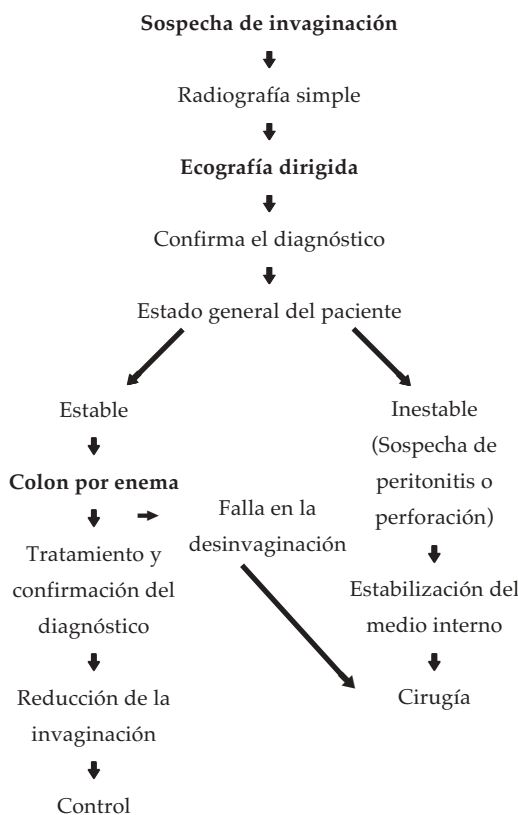 Sospecha de invaginación
Radiografía simple
Ecografía dirigida
Confirma el diagnóstico
Estado general del paciente
Estable
Colon por enema
Tratamiento y
confirmación del
diagnóstico
Reducción de la
invaginación
Control
Falla en la
desinvaginación
Inestable
(Sospecha de
peritonitis o
perforación)
Estabilización del
medio interno
Cirugía